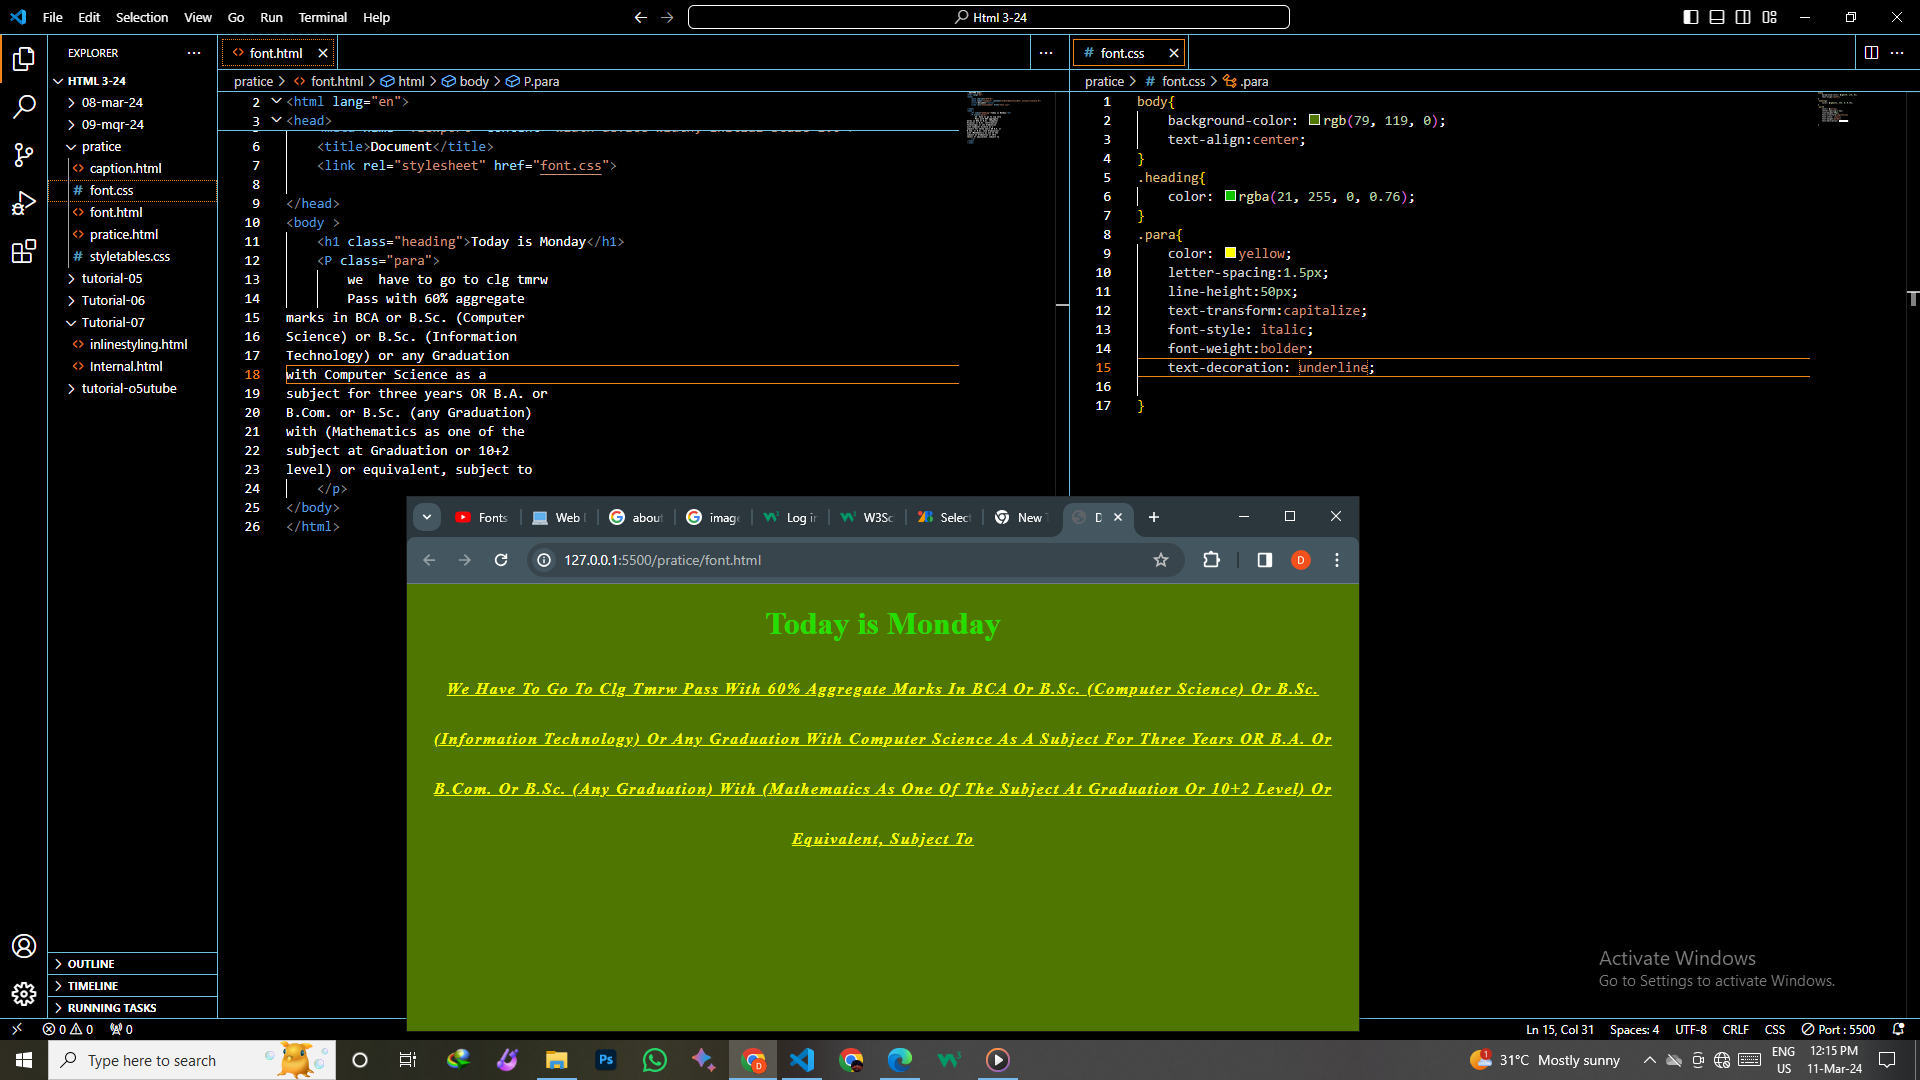 File Edit Selection View Go Run Terminal Help
Html 3-24
EXPLORER
HTML 3-24
08-mar-24
09-mqr-24
pratice
caption.html
font.css
font.html
pratice.html
styletables.css
tutorial-05
Tutorial-06
Tutorial-07
inlinestyling.html
Internal.html
tutorial-o5utube
OUTLINE
TIMELINE
RUNNING TASKS
font.html
pratice > font.html > html > body > P.para
2 <html lang="en">
3 <head>
6 <title>Document</title>
7 <link rel="stylesheet" href="font.css">
8
9 </head>
10 <body >
11 <h1 class="heading">Today is Monday</h1>
12 <P class="para">
13 we  have to go to clg tmrw
14 Pass with 60% aggregate
15 marks in BCA or B.Sc. (Computer
16 Science) or B.Sc. (Information
17 Technology) or any Graduation
18 with Computer Science as a
19 subject for three years OR B.A. or
20 B.Com. or B.Sc. (any Graduation)
21 with (Mathematics as one of the
22 subject at Graduation or 10+2
23 level) or equivalent, subject to
24 </p>
25 </body>
26 </html>
font.css
pratice > font.css > .para
1 body{
2 background-color: rgb(79, 119, 0);
3 text-align:center;
4 }
5 .heading{
6 color: rgba(21, 255, 0, 0.76);
7 }
8 .para{
9 color: yellow;
10 letter-spacing:1.5px;
11 line-height:50px;
12 text-transform:capitalize;
13 font-style: italic;
14 font-weight:bolder;
15 text-decoration: underline;
16
17 }
Fonts Web abou image Log i W3Sc Select New D
127.0.0.1:5500/pratice/font.html
D
Today is Monday
We Have To Go To Clg Tmrw Pass With 60% Aggregate Marks In BCA Or B.Sc. (Computer Science) Or B.Sc.
(Information Technology) Or Any Graduation With Computer Science As A Subject For Three Years OR B.A. Or
B.Com. Or B.Sc. (Any Graduation) With (Mathematics As One Of The Subject At Graduation Or 10+2 Level) Or
Equivalent, Subject To
Activate Windows
Go to Settings to activate Windows.
0 0 0
Ln 15, Col 31 Spaces: 4 UTF-8 CRLF CSS Port : 5500
Type here to search
Ps
D
1
31°C Mostly sunny
ENG
US
12:15 PM
11-Mar-24